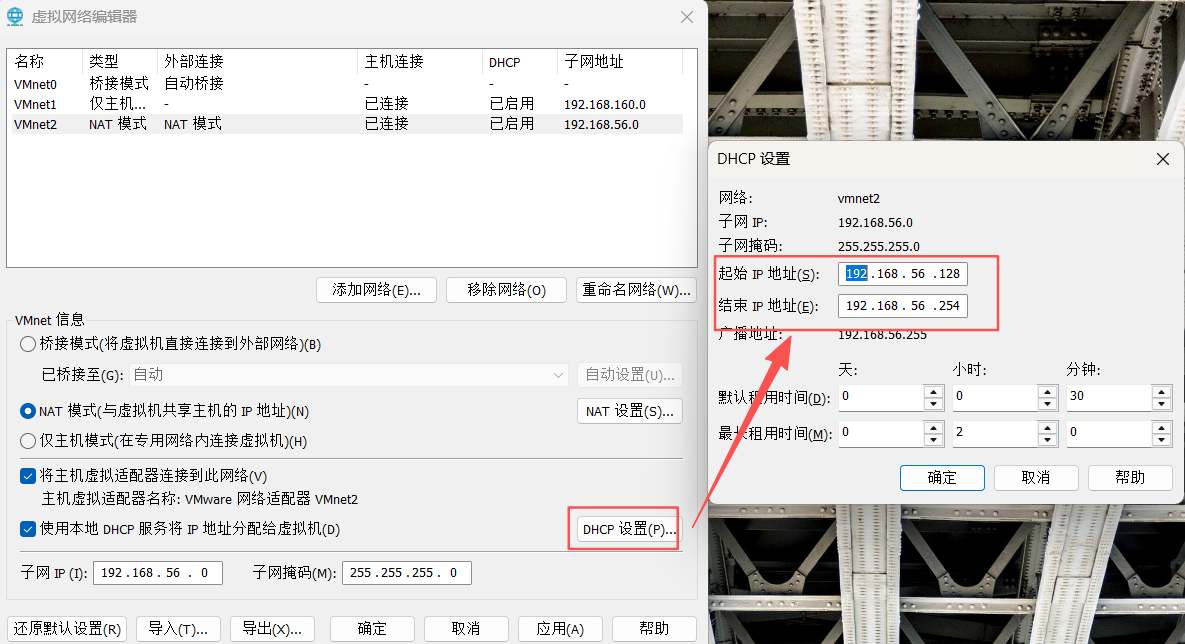 虚拟网络编辑器
名称 类型 外部连接 主机连接 DHCP 子网地址
VMnet0 桥接模式 自动桥接 - - -
VMnet1 仅主机... - 已连接 已启用 192.168.160.0
VMnet2 NAT 模式 NAT 模式 已连接 已启用 192.168.56.0
添加网络(E)... 移除网络(O) 重命名网络(W)...
VMnet 信息
桥接模式(将虚拟机直接连接到外部网络)(B)
已桥接至(G): 自动 自动设置(U)...
NAT 模式(与虚拟机共享主机的 IP 地址)(N) NAT 设置(S)...
仅主机模式(在专用网络内连接虚拟机)(H)
将主机虚拟适配器连接到此网络(V)
主机虚拟适配器名称: VMware 网络适配器 VMnet2
使用本地 DHCP 服务将 IP 地址分配给虚拟机(D) DHCP 设置(P)...
子网 IP (I): 192.168.56.0 子网掩码(M): 255.255.255.0
还原默认设置(R) 导入(T)... 导出(X)... 确定 取消 应用(A) 帮助
DHCP 设置
网络: vmnet2
子网 IP: 192.168.56.0
子网掩码: 255.255.255.0
起始 IP 地址(S): 192.168.56.128
结束 IP 地址(E): 192.168.56.254
广播地址: 192.168.56.255
天: 小时: 分钟:
默认租用时间(D): 0 0 30
最长租用时间(M): 0 2 0
确定 取消 帮助